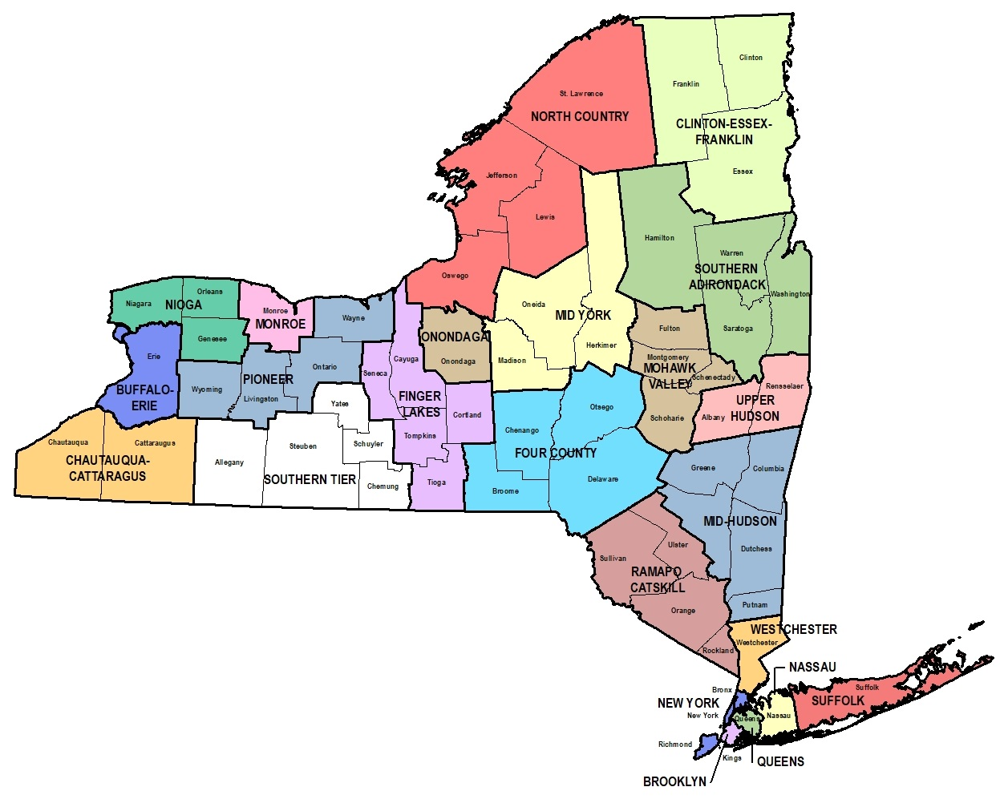 Clinton
Franklin
St. Lawrence
NORTH COUNTRY
CLINTON-ESSEX-
FRANKLIN
Essex
Jefferson
Lewis
Hamilton
Warren
SOUTHERN
ADIRONDACK
Washington
Saratoga
Oswego
Oneida
MID YORK
Herkimer
Madison
Niagara
Orleans
NIOGA
Genesee
Monroe
MONROE
Wayne
ONONDAGA
Onondaga
Fulton
Montgomery
MOHAWK
VALLEY
Schenectady
Schoharie
Erie
BUFFALO-
ERIE
Wyoming
PIONEER
Livingston
Ontario
Seneca
Cayuga
FINGER
LAKES
Cortland
Tompkins
Tioga
Rensselaer
UPPER
HUDSON
Albany
Otsego
Chenango
FOUR COUNTY
Broome
Delaware
Chautauqua
Cattaraugus
CHAUTAUQUA-
CATTARAGUS
Allegany
Steuben
Yates
Schuyler
SOUTHERN TIER
Chemung
Greene
Columbia
MID-HUDSON
Dutchess
Putnam
Sullivan
Ulster
RAMAPO
CATSKILL
Orange
Rockland
WESTCHESTER
Westchester
NASSAU
Bronx
NEW YORK
New York
Queens
Nassau
Suffolk
SUFFOLK
Richmond
Kings
QUEENS
BROOKLYN